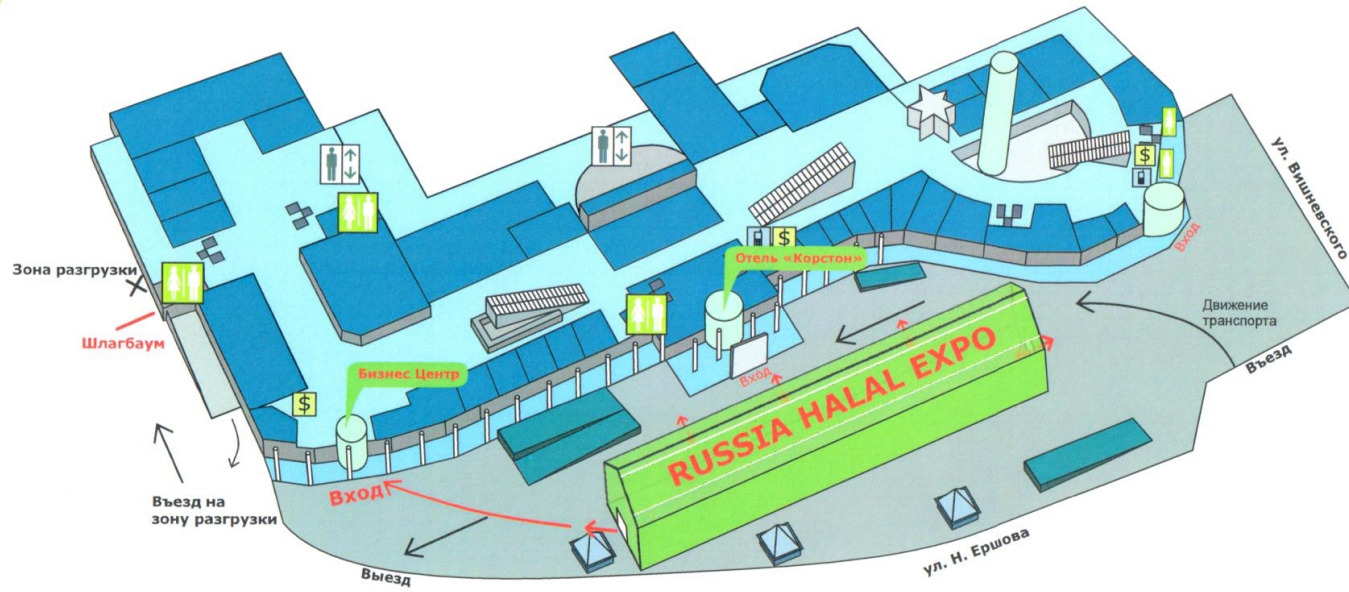 ул. Вишневского
Зона разгрузки
Отель «Корстон»
Вход
Шлагбаум
Движение
транспорта
RUSSIA HALAL EXPO
Въезд
Бизнес Центр
Вход
$
$
$
Вход
Въезд на
зону разгрузки
ул. Н. Ершова
Выезд